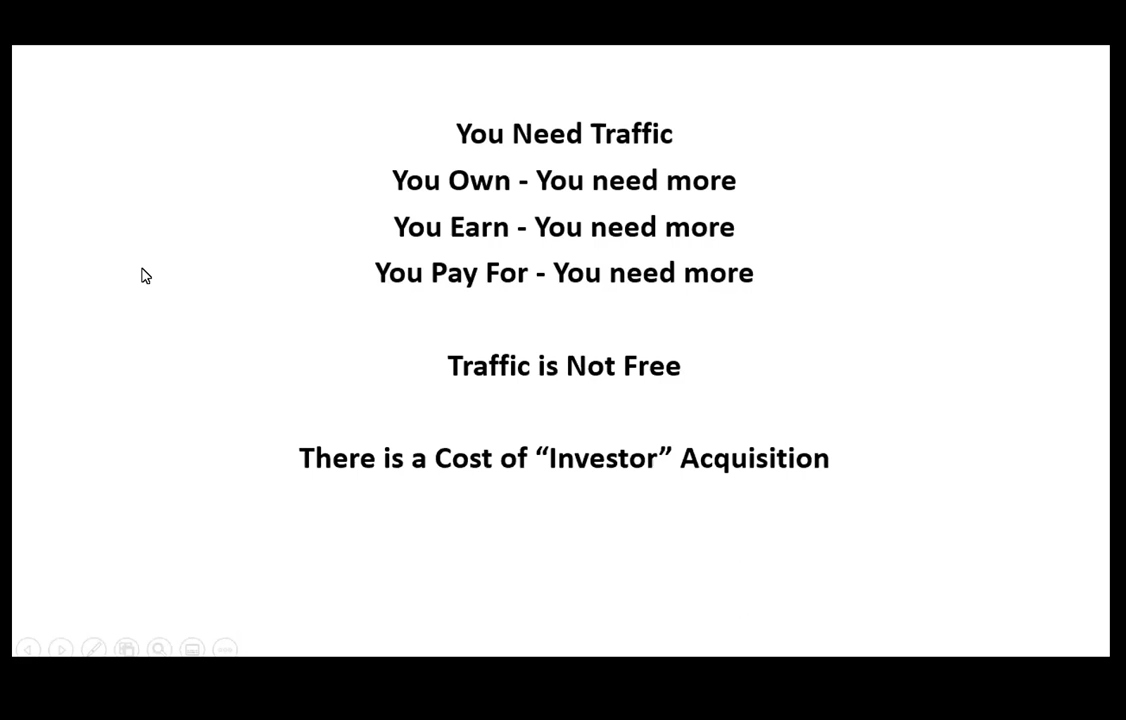 You Need Traffic
You Own - You need more
You Earn - You need more
You Pay For - You need more
Traffic is Not Free
There is a Cost of “Investor” Acquisition